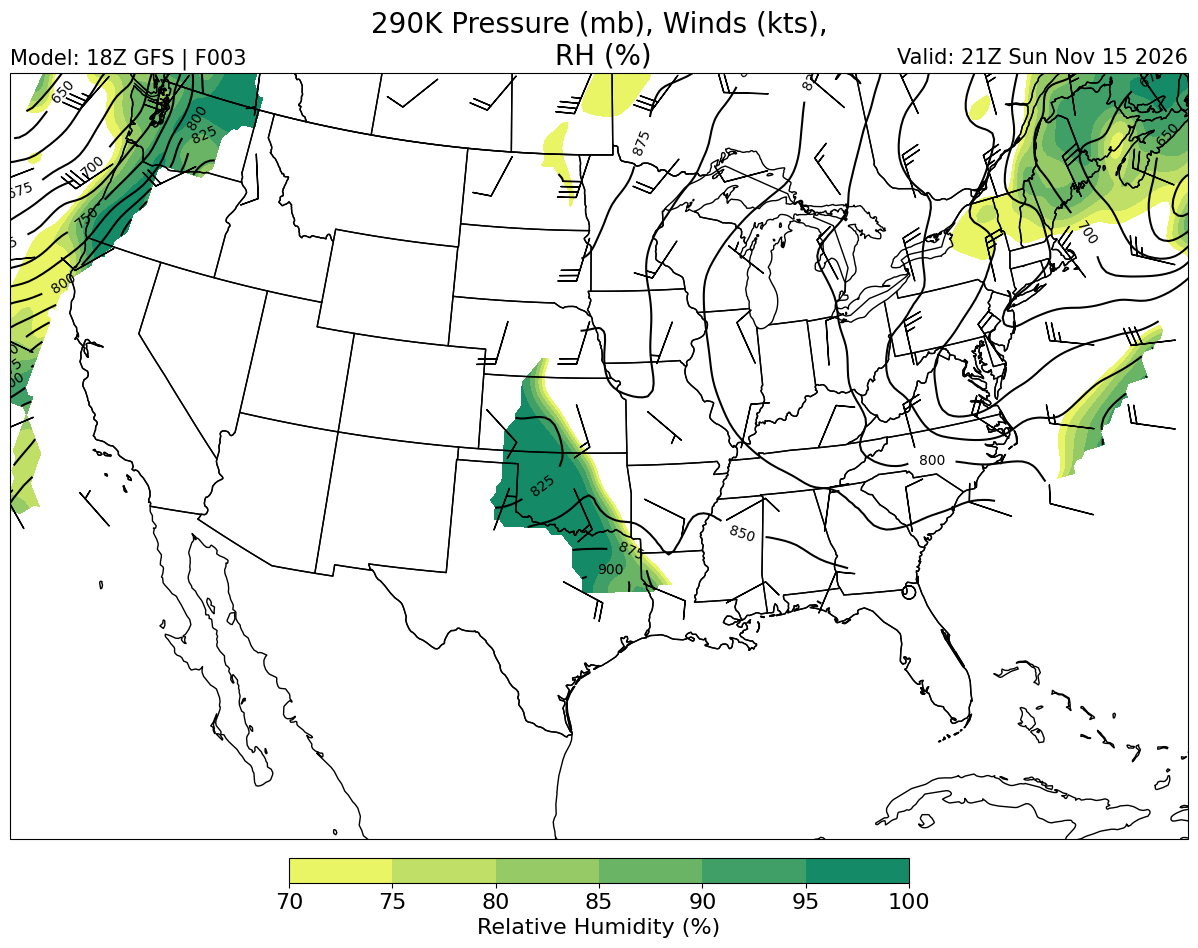 290K Pressure (mb), Winds (kts),
RH (%)
Model: 18Z GFS | F003
Valid: 21Z Sun Nov 15 2026
650
800
825
700
750
800
875
650
700
800
825
850
875
900
70 75 80 85 90 95 100
Relative Humidity (%)